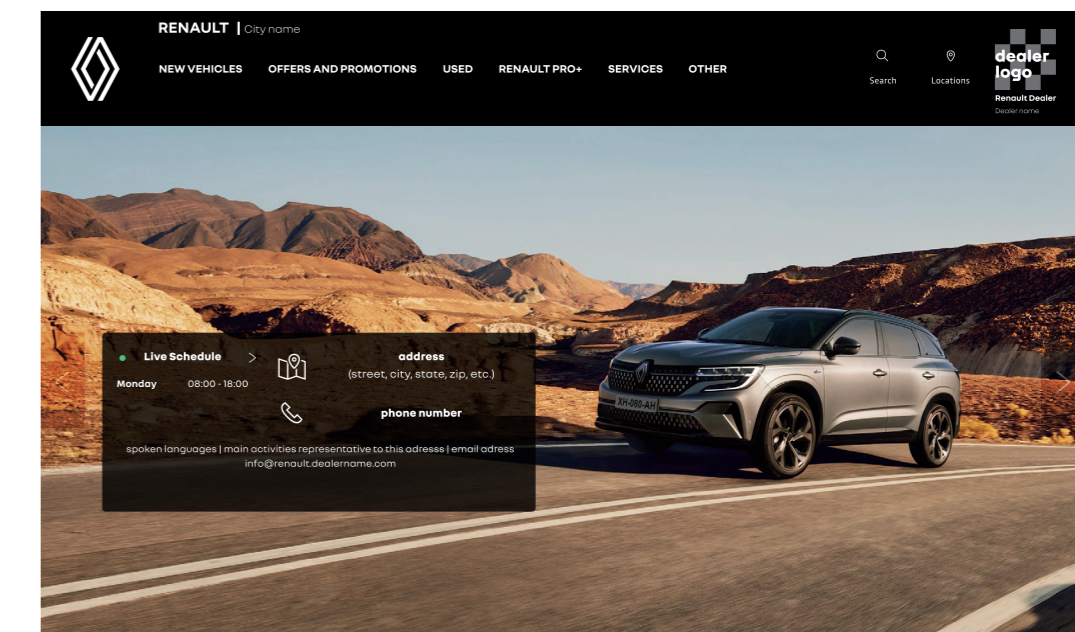 RENAULT | City name
NEW VEHICLES OFFERS AND PROMOTIONS USED RENAULT PRO+ SERVICES OTHER
Search Locations
dealer
logo
Renault Dealer
Dealer name
Live Schedule >
Monday 08:00 - 18:00
address
(street, city, state, zip, etc.)
phone number
spoken languages | main activities representative to this adresss | email adress
info@renault.dealername.com
XH-080-AH